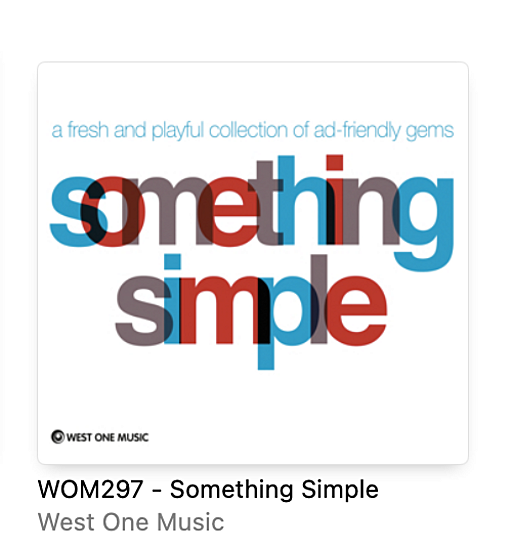 a fresh and playful collection of ad-friendly gems
something
simple
WEST ONE MUSIC
WOM297 - Something Simple
West One Music